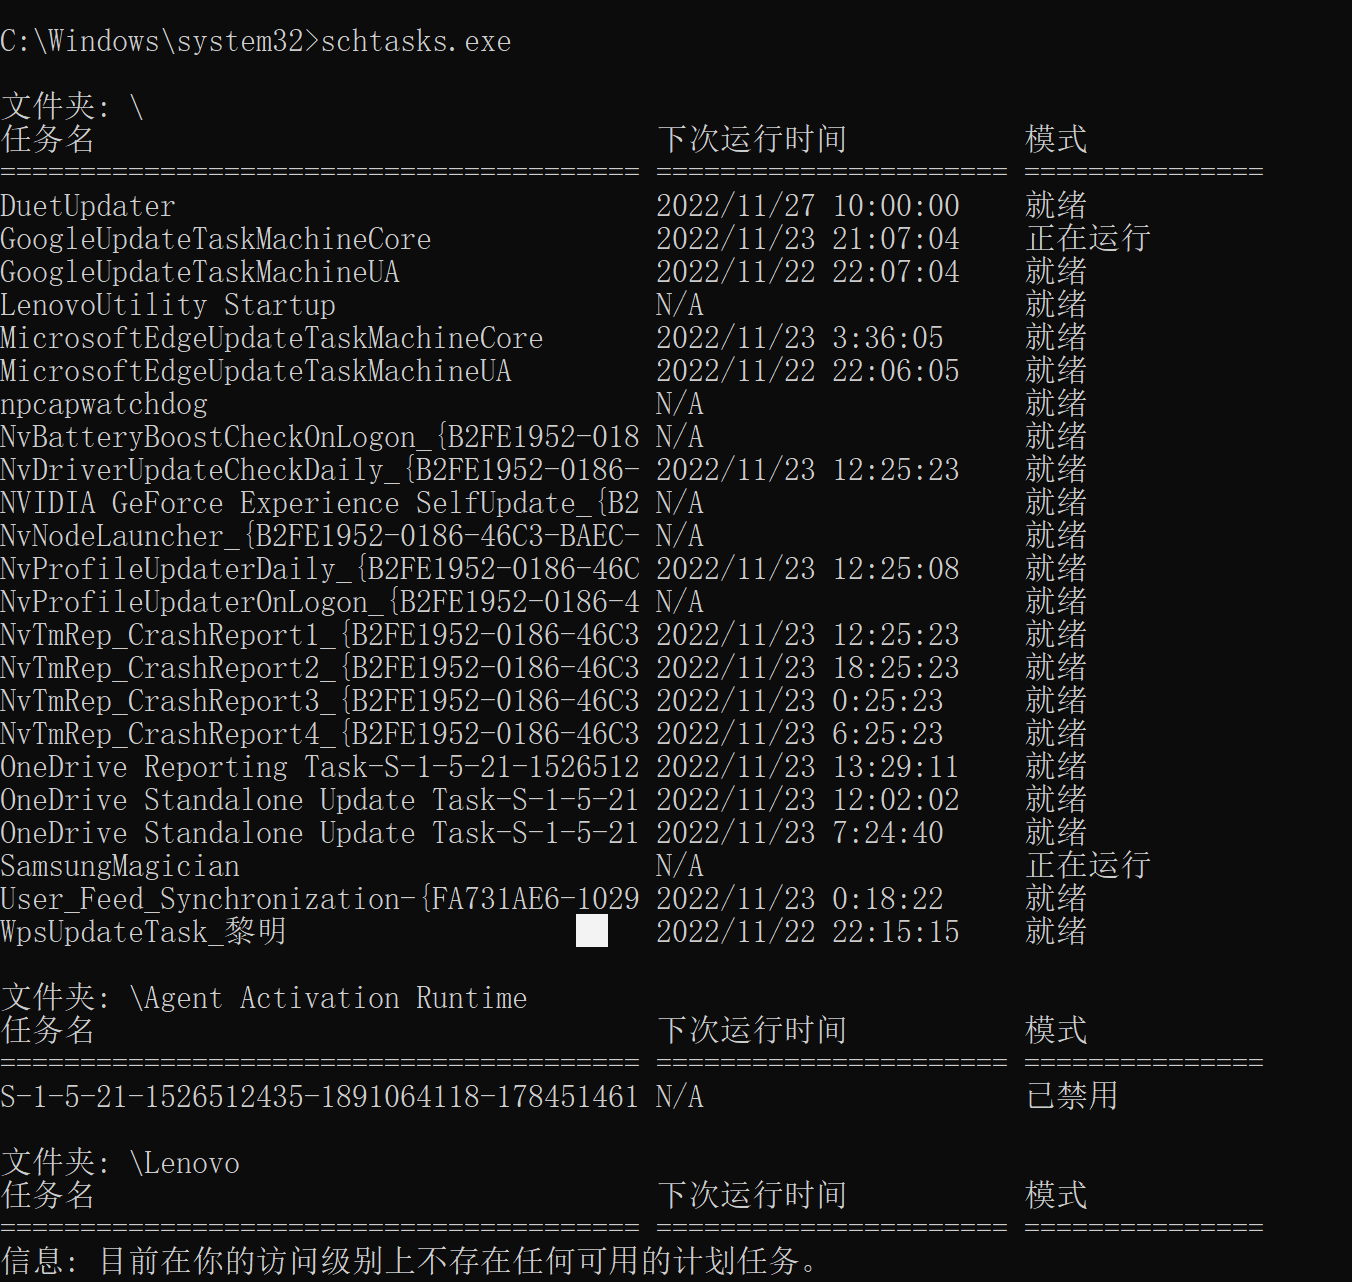 C:\Windows\system32>schtasks.exe
文件夹: \
任务名 下次运行时间 模式
======================================== ====================== ===============
DuetUpdater 2022/11/27 10:00:00 就绪
GoogleUpdateTaskMachineCore 2022/11/23 21:07:04 正在运行
GoogleUpdateTaskMachineUA 2022/11/22 22:07:04 就绪
LenovoUtility Startup N/A 就绪
MicrosoftEdgeUpdateTaskMachineCore 2022/11/23 3:36:05 就绪
MicrosoftEdgeUpdateTaskMachineUA 2022/11/22 22:06:05 就绪
npcapwatchdog N/A 就绪
NvBatteryBoostCheckOnLogon_{B2FE1952-018 N/A 就绪
NvDriverUpdateCheckDaily_{B2FE1952-0186- 2022/11/23 12:25:23 就绪
NVIDIA GeForce Experience SelfUpdate_{B2 N/A 就绪
NvNodeLauncher_{B2FE1952-0186-46C3-BAEC- N/A 就绪
NvProfileUpdaterDaily_{B2FE1952-0186-46C 2022/11/23 12:25:08 就绪
NvProfileUpdaterOnLogon_{B2FE1952-0186-4 N/A 就绪
NvTmRep_CrashReport1_{B2FE1952-0186-46C3 2022/11/23 12:25:23 就绪
NvTmRep_CrashReport2_{B2FE1952-0186-46C3 2022/11/23 18:25:23 就绪
NvTmRep_CrashReport3_{B2FE1952-0186-46C3 2022/11/23 0:25:23 就绪
NvTmRep_CrashReport4_{B2FE1952-0186-46C3 2022/11/23 6:25:23 就绪
OneDrive Reporting Task-S-1-5-21-1526512 2022/11/23 13:29:11 就绪
OneDrive Standalone Update Task-S-1-5-21 2022/11/23 12:02:02 就绪
OneDrive Standalone Update Task-S-1-5-21 2022/11/23 7:24:40 就绪
SamsungMagician N/A 正在运行
User_Feed_Synchronization-{FA731AE6-1029 2022/11/23 0:18:22 就绪
WpsUpdateTask_黎明 2022/11/22 22:15:15 就绪
文件夹: \Agent Activation Runtime
任务名 下次运行时间 模式
======================================== ====================== ===============
S-1-5-21-1526512435-1891064118-178451461 N/A 已禁用
文件夹: \Lenovo
任务名 下次运行时间 模式
======================================== ====================== ===============
信息: 目前在你的访问级别上不存在任何可用的计划任务。